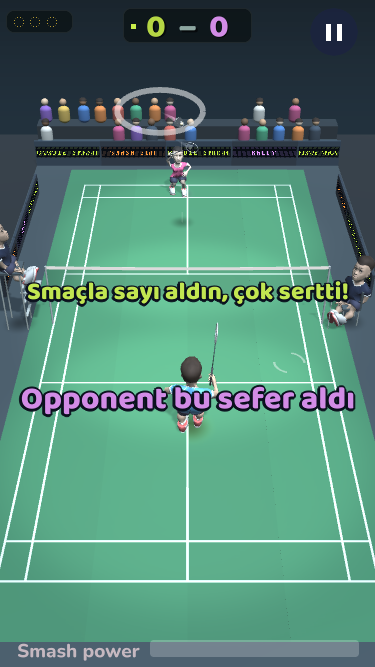 0 – 0
Smaçla sayı aldın, çok sertti!
Opponent bu sefer aldı
Smash power